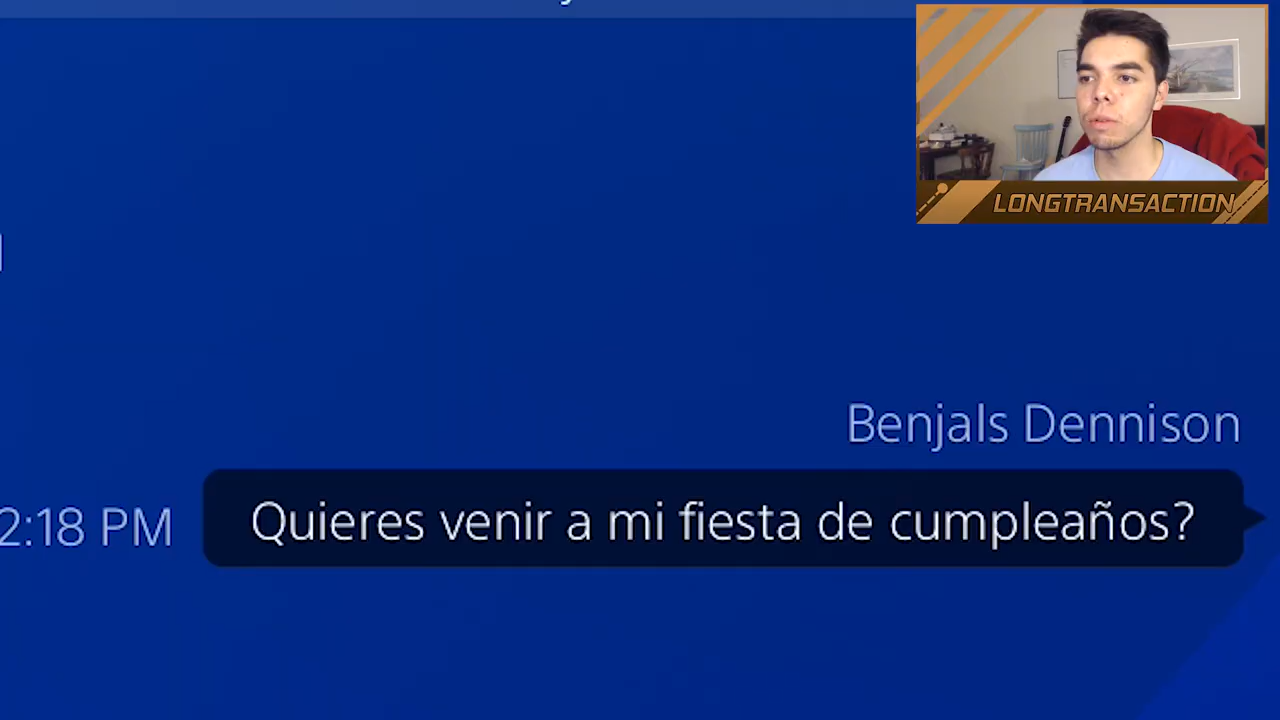 LONGTRANSACTION
Benjals Dennison
2:18 PM
Quieres venir a mi fiesta de cumpleaños?